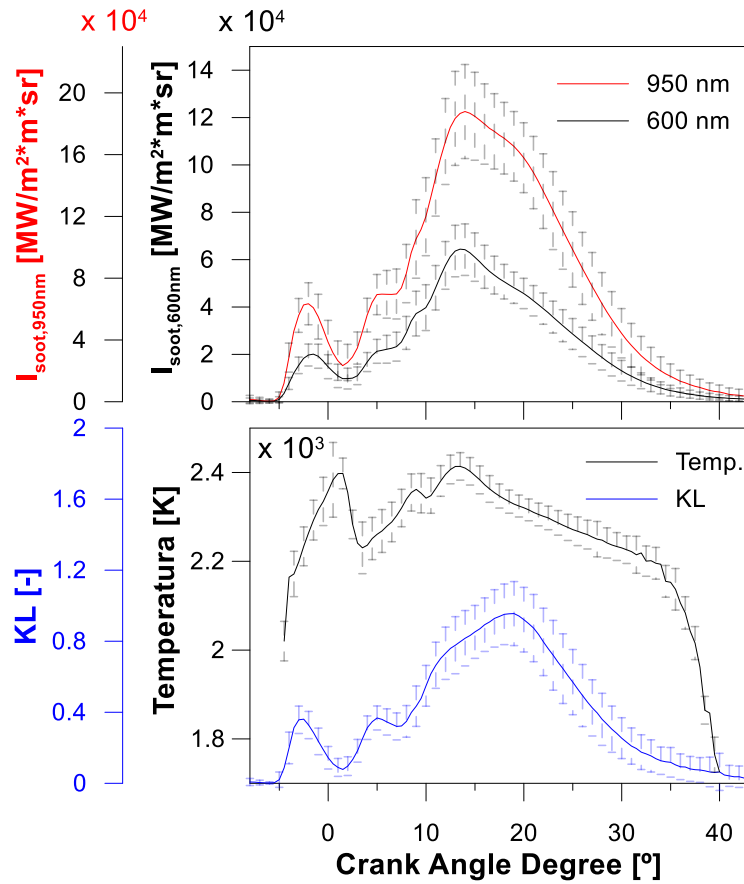 x 10⁴
x 10⁴
I_soot,950nm [MW/m²*m*sr]
20
16
12
8
4
0
I_soot,600nm [MW/m²*m*sr]
14
12
10
8
6
4
2
0
950 nm
600 nm
KL [-]
2
1.6
1.2
0.8
0.4
0
Temperatura [K]
x 10³
2.4
2.2
2
1.8
Temp.
KL
0 10 20 30 40
Crank Angle Degree [º]